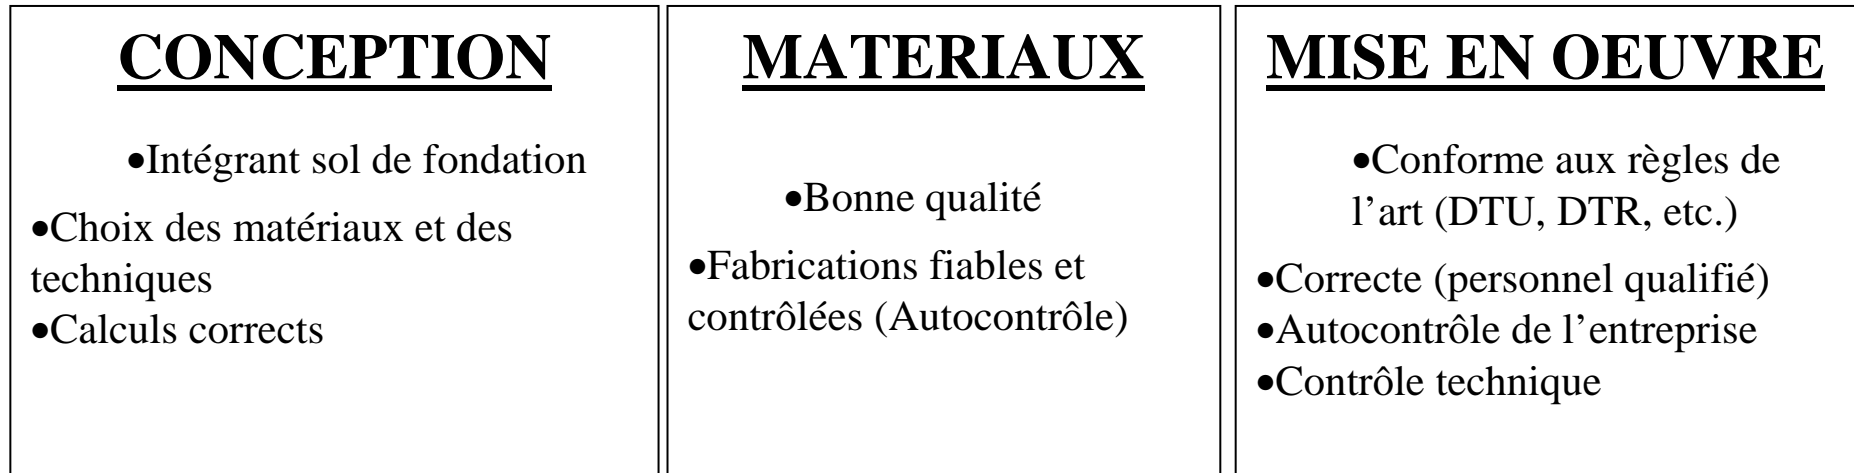 CONCEPTION
•Intégrant sol de fondation
•Choix des matériaux et des
techniques
•Calculs corrects
MATERIAUX
•Bonne qualité
•Fabrications fiables et
contrôlées (Autocontrôle)
MISE EN OEUVRE
•Conforme aux règles de
l’art (DTU, DTR, etc.)
•Correcte (personnel qualifié)
•Autocontrôle de l’entreprise
•Contrôle technique